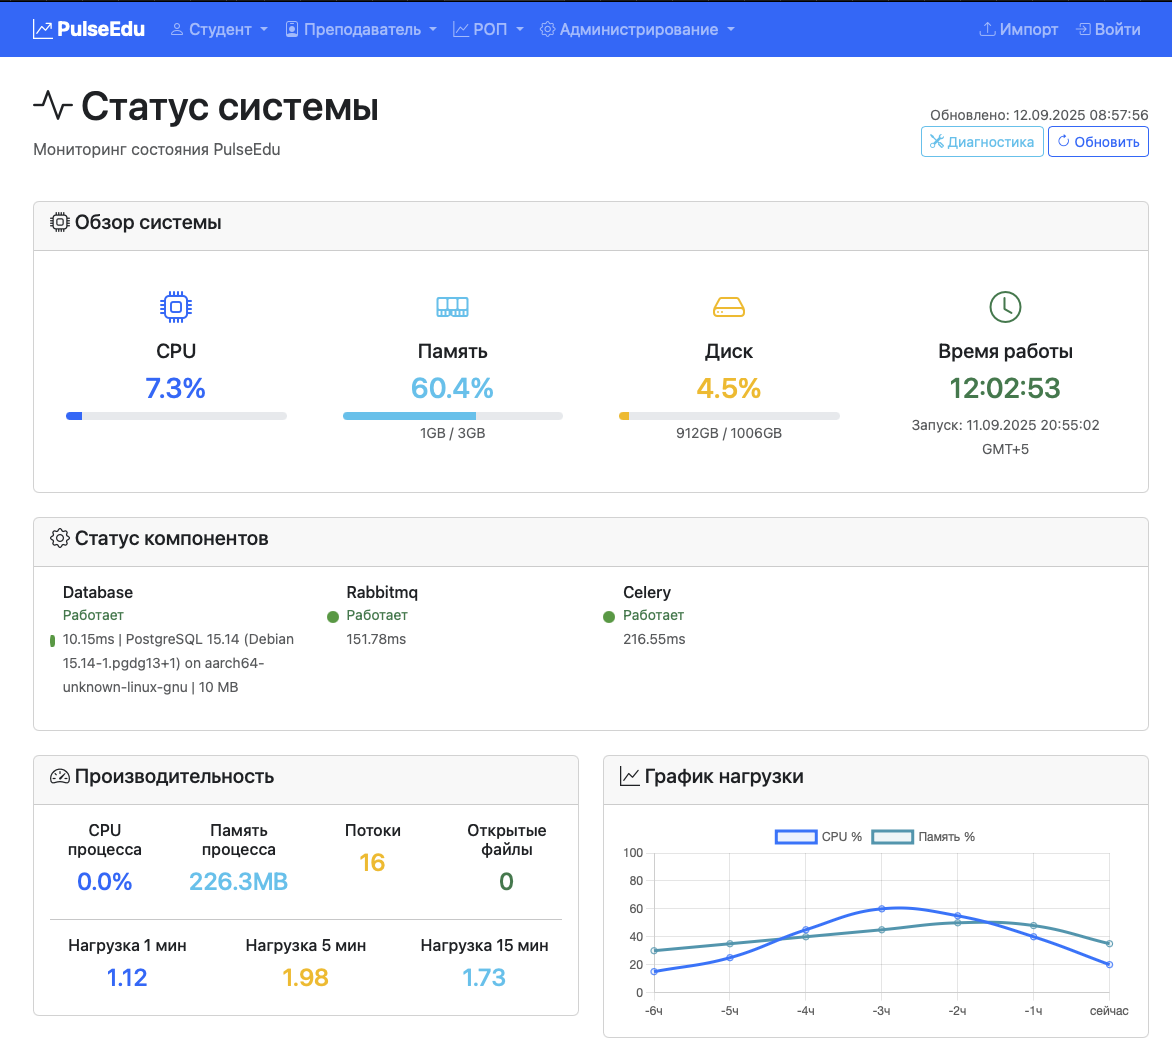 PulseEdu Студент Преподаватель РОП Администрирование Импорт Войти
Статус системы
Обновлено: 12.09.2025 08:57:56
Мониторинг состояния PulseEdu
Диагностика Обновить
Обзор системы
CPU
7.3%
Память
60.4%
1GB / 3GB
Диск
4.5%
912GB / 1006GB
Время работы
12:02:53
Запуск: 11.09.2025 20:55:02
GMT+5
Статус компонентов
Database
Работает
10.15ms | PostgreSQL 15.14 (Debian
15.14-1.pgdg13+1) on aarch64-
unknown-linux-gnu | 10 MB
Rabbitmq
Работает
151.78ms
Celery
Работает
216.55ms
Производительность
CPU
процесса
0.0%
Память
процесса
226.3MB
Потоки
16
Открытые
файлы
0
Нагрузка 1 мин
1.12
Нагрузка 5 мин
1.98
Нагрузка 15 мин
1.73
График нагрузки
CPU % Память %
100
80
60
40
20
0
-6ч -5ч -4ч -3ч -2ч -1ч сейчас